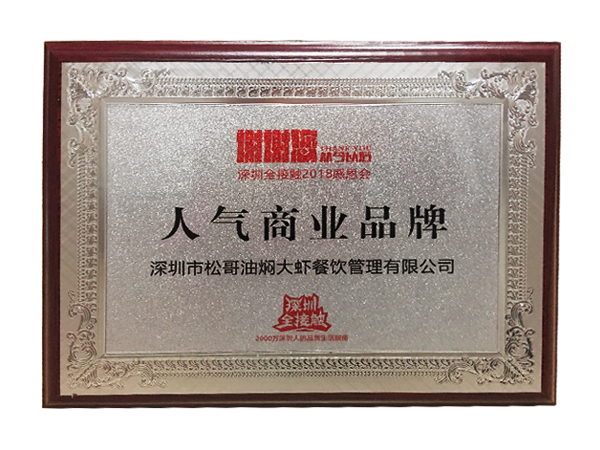 谢谢您 THANK YOU
深圳全接触2018感恩会
人气商业品牌
深圳市松哥油焖大虾餐饮管理有限公司
深圳
全接触